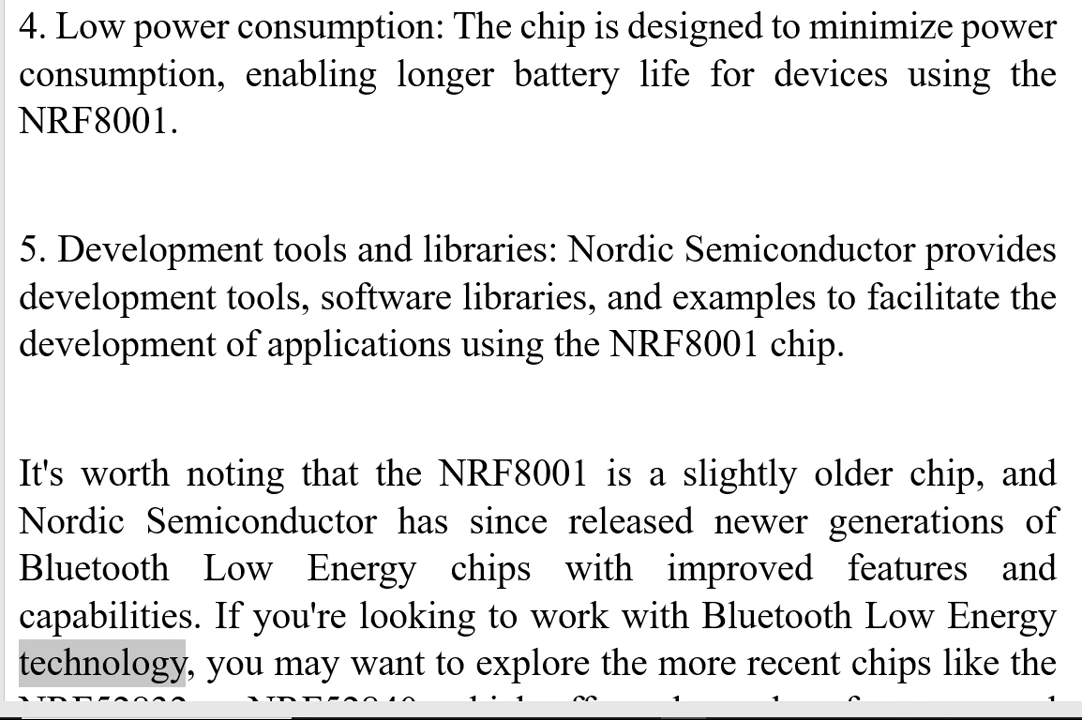 4. Low power consumption: The chip is designed to minimize power
consumption, enabling longer battery life for devices using the
NRF8001.
5. Development tools and libraries: Nordic Semiconductor provides
development tools, software libraries, and examples to facilitate the
development of applications using the NRF8001 chip.
It's worth noting that the NRF8001 is a slightly older chip, and
Nordic Semiconductor has since released newer generations of
Bluetooth Low Energy chips with improved features and
capabilities. If you're looking to work with Bluetooth Low Energy
technology, you may want to explore the more recent chips like the